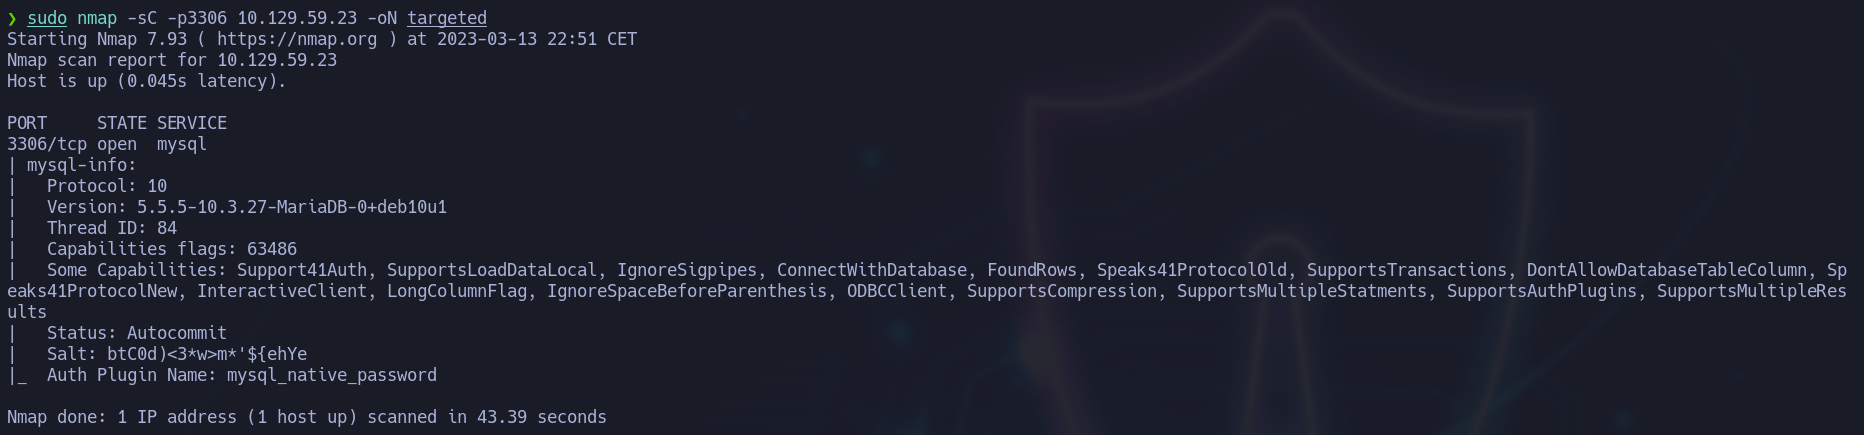 ❯ sudo nmap -sC -p3306 10.129.59.23 -oN targeted
Starting Nmap 7.93 ( https://nmap.org ) at 2023-03-13 22:51 CET
Nmap scan report for 10.129.59.23
Host is up (0.045s latency).
PORT     STATE SERVICE
3306/tcp open  mysql
| mysql-info:
|   Protocol: 10
|   Version: 5.5.5-10.3.27-MariaDB-0+deb10u1
|   Thread ID: 84
|   Capabilities flags: 63486
|   Some Capabilities: Support41Auth, SupportsLoadDataLocal, IgnoreSigpipes, ConnectWithDatabase, FoundRows, Speaks41ProtocolOld, SupportsTransactions, DontAllowDatabaseTableColumn, Sp
eaks41ProtocolNew, InteractiveClient, LongColumnFlag, IgnoreSpaceBeforeParenthesis, ODBCClient, SupportsCompression, SupportsMultipleStatments, SupportsAuthPlugins, SupportsMultipleRes
ults
|   Status: Autocommit
|   Salt: btC0d)<3*w>m*'${ehYe
|_  Auth Plugin Name: mysql_native_password
Nmap done: 1 IP address (1 host up) scanned in 43.39 seconds